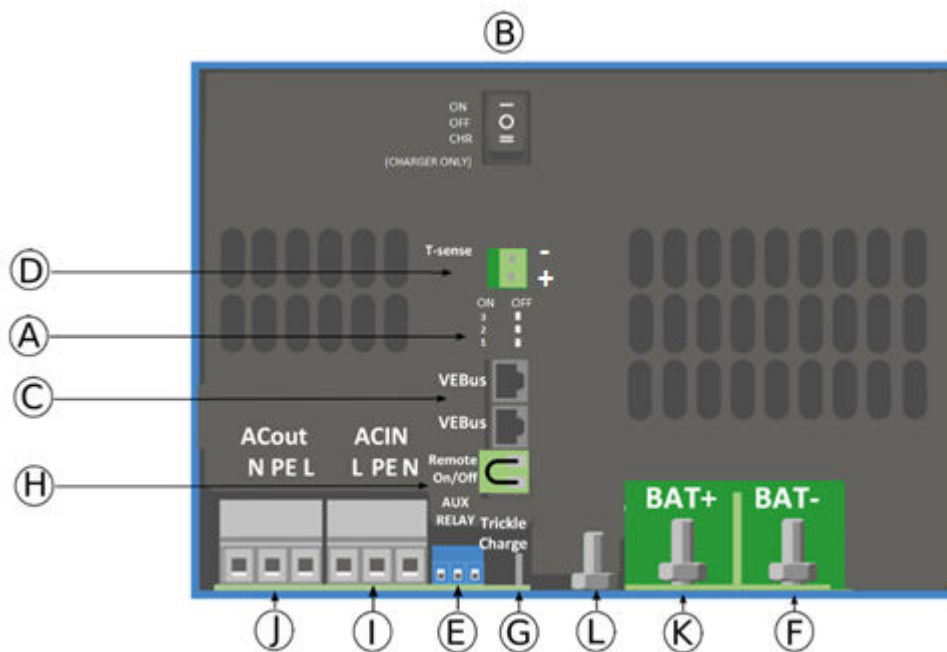 B
ON
OFF
CHR
(CHARGER ONLY)
D
T-sense
-
+
ON OFF
3
2
1
A
VEBus
C
VEBus
ACout
ACIN
N PE L
L PE N
Remote
On/Off
H
AUX
RELAY
Trickle
Charge
BAT+
BAT-
J
I
E
G
L
K
F